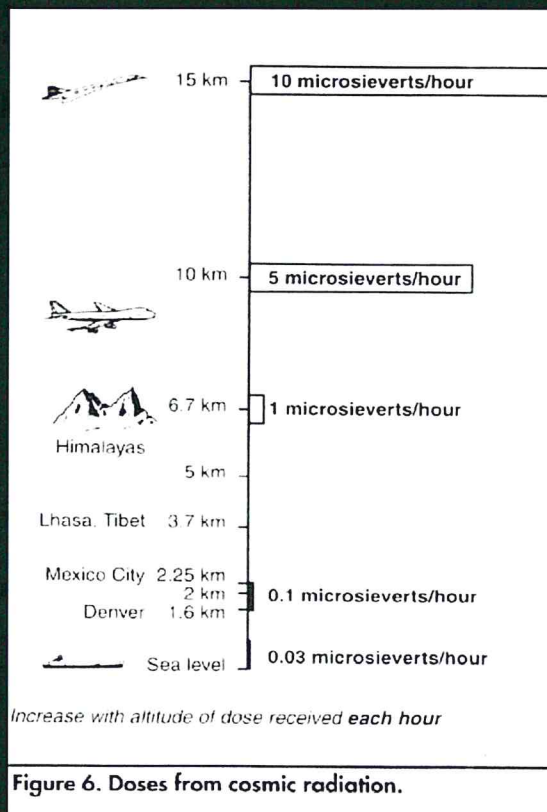 15 km 10 microsieverts/hour
10 km 5 microsieverts/hour
6.7 km 1 microsieverts/hour
Himalayas
5 km
Lhasa, Tibet 3.7 km
Mexico City 2.25 km
2 km 0.1 microsieverts/hour
Denver 1.6 km
Sea level 0.03 microsieverts/hour
Increase with altitude of dose received each hour
Figure 6. Doses from cosmic radiation.